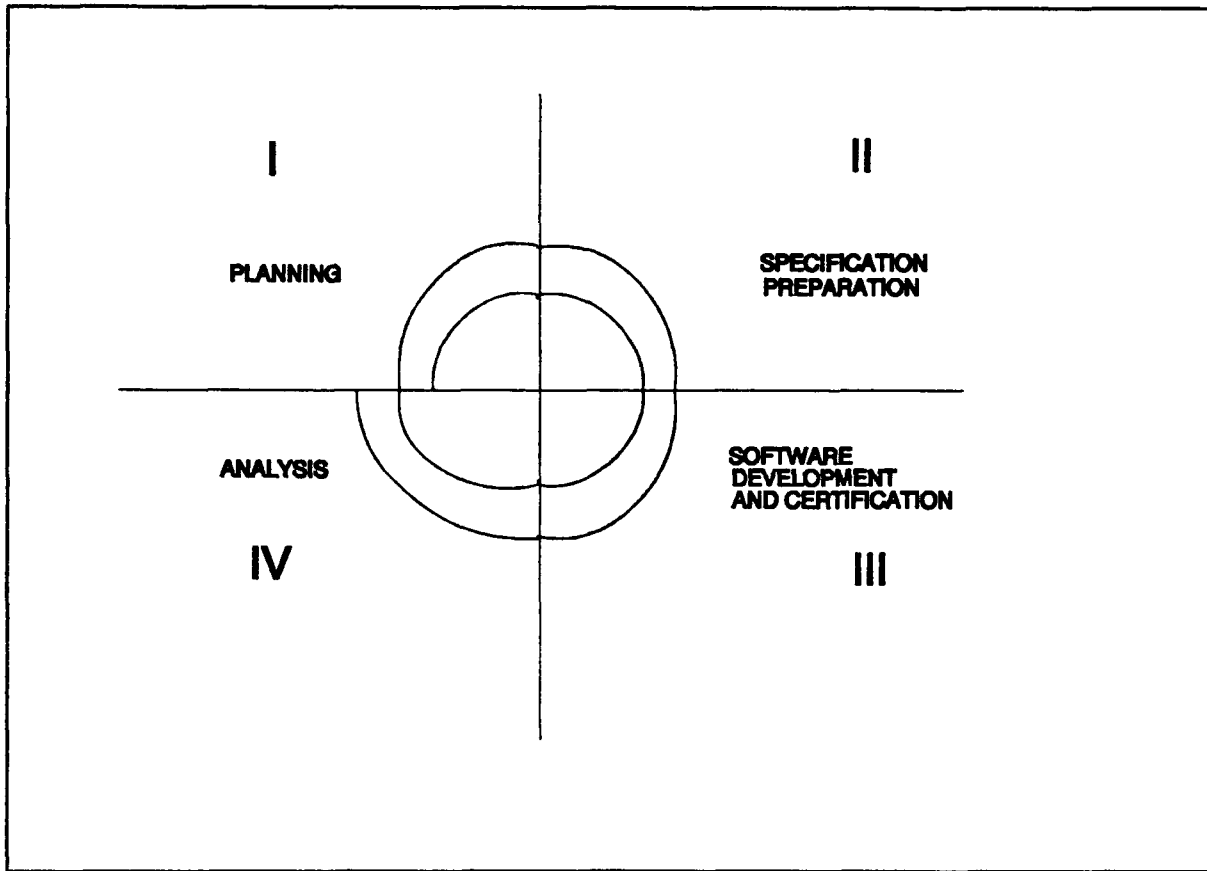 I
II
PLANNING
SPECIFICATION
PREPARATION
ANALYSIS
SOFTWARE
DEVELOPMENT
AND CERTIFICATION
IV
III